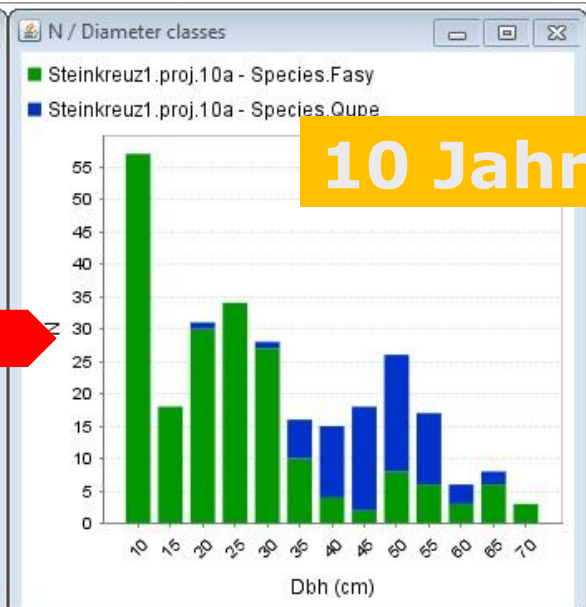 N / Diameter classes
Steinkreuz1.proj.10a - Species.Fasy
Steinkreuz1.proj.10a - Species.Qupe
10 Jahr
55
50
45
40
35
N
30
25
20
15
10
5
0
10 15 20 25 30 35 40 45 50 55 60 65 70
Dbh (cm)